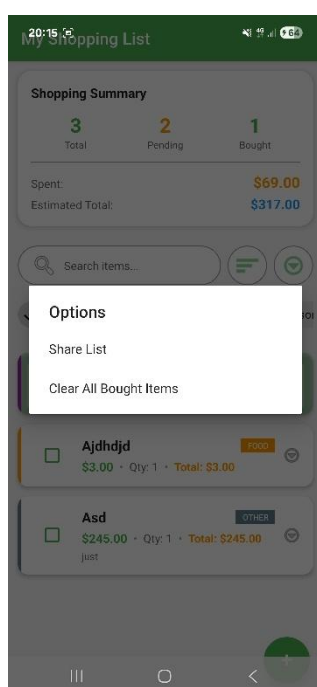 20:15
64
My Shopping List
Shopping Summary
3 2 1
Total Pending Bought
Spent: $69.00
Estimated Total: $317.00
Search items...
Options
Share List
Clear All Bought Items
Ajdhdjd FOOD
$3.00 • Qty: 1 • Total: $3.00
Asd OTHER
$245.00 • Qty: 1 • Total: $245.00
just
+